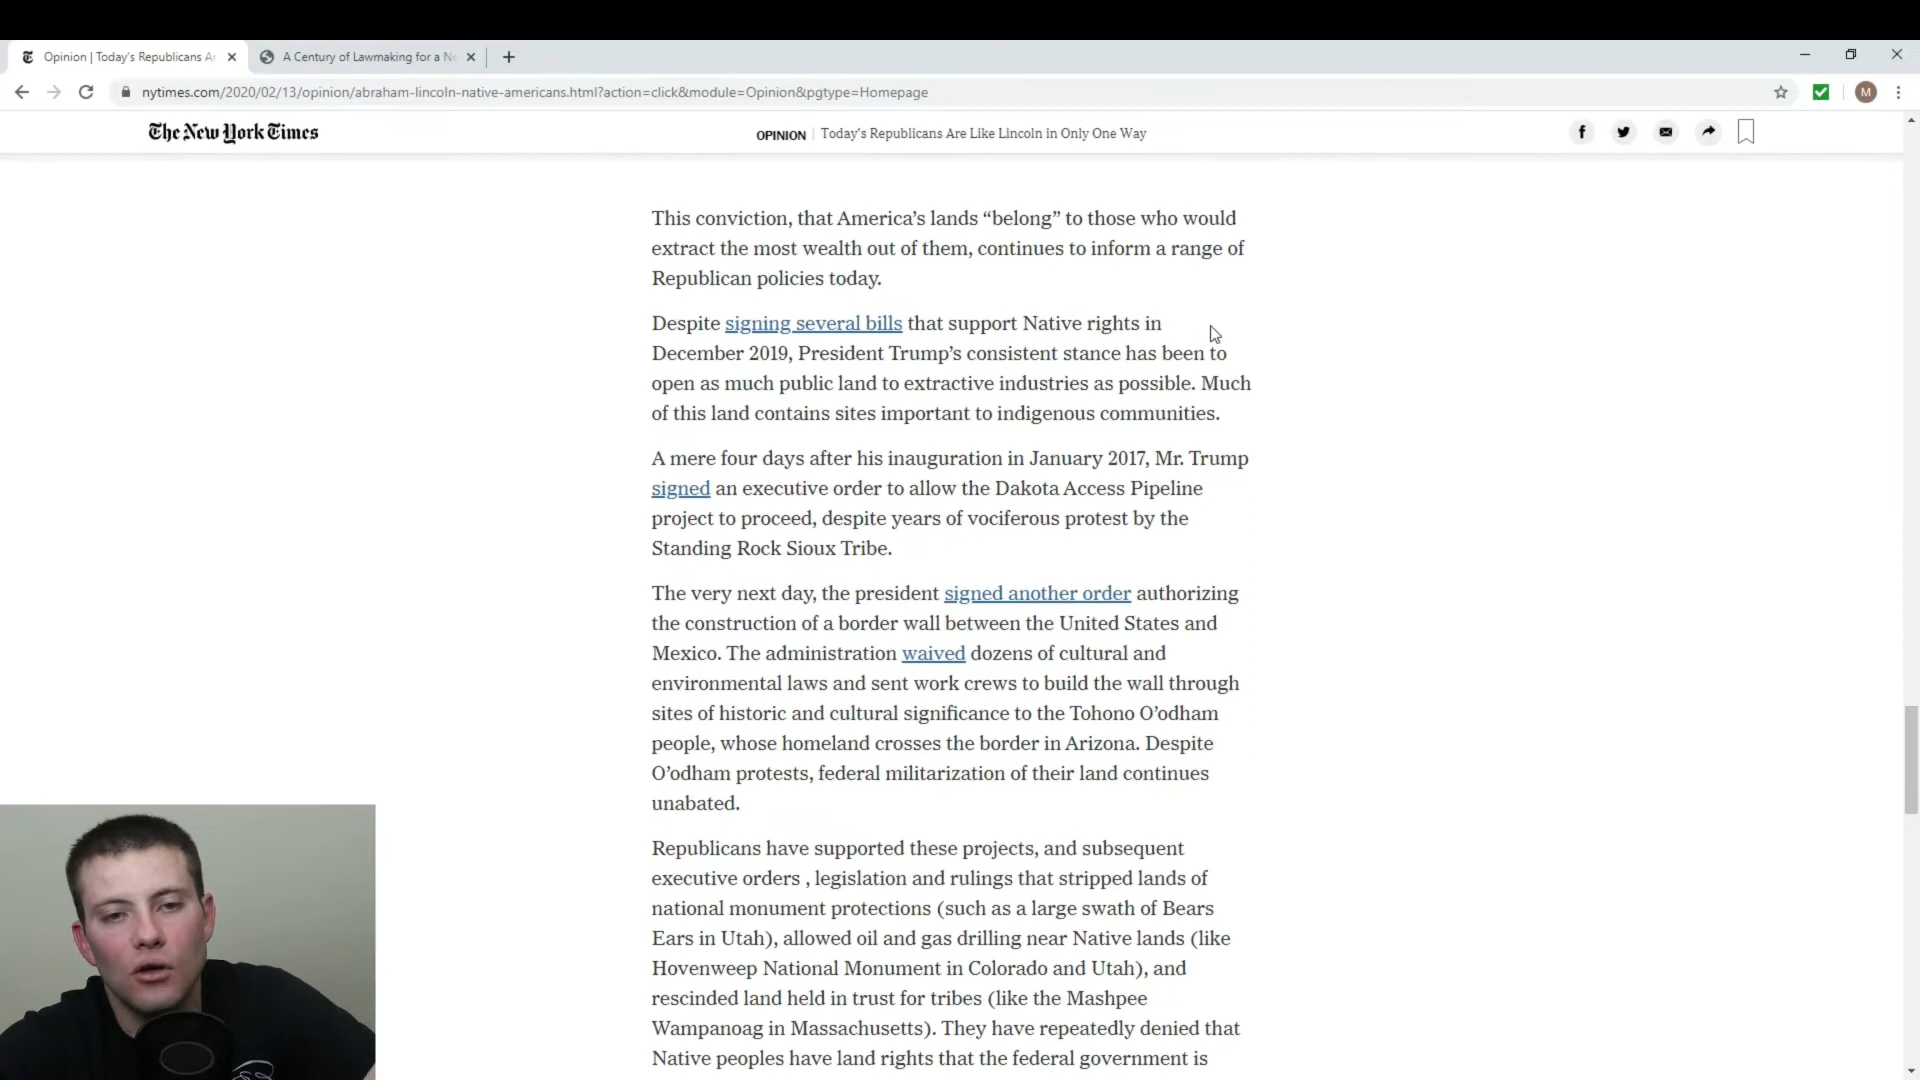 Opinion | Today's Republicans Ar
A Century of Lawmaking for a Ne
nytimes.com/2020/02/13/opinion/abraham-lincoln-native-americans.html?action=click&module=Opinion&pgtype=Homepage
M
The New York Times
OPINION | Today's Republicans Are Like Lincoln in Only One Way
This conviction, that America's lands “belong” to those who would
extract the most wealth out of them, continues to inform a range of
Republican policies today.
Despite signing several bills that support Native rights in
December 2019, President Trump's consistent stance has been to
open as much public land to extractive industries as possible. Much
of this land contains sites important to indigenous communities.
A mere four days after his inauguration in January 2017, Mr. Trump
signed an executive order to allow the Dakota Access Pipeline
project to proceed, despite years of vociferous protest by the
Standing Rock Sioux Tribe.
The very next day, the president signed another order authorizing
the construction of a border wall between the United States and
Mexico. The administration waived dozens of cultural and
environmental laws and sent work crews to build the wall through
sites of historic and cultural significance to the Tohono O'odham
people, whose homeland crosses the border in Arizona. Despite
O'odham protests, federal militarization of their land continues
unabated.
Republicans have supported these projects, and subsequent
executive orders , legislation and rulings that stripped lands of
national monument protections (such as a large swath of Bears
Ears in Utah), allowed oil and gas drilling near Native lands (like
Hovenweep National Monument in Colorado and Utah), and
rescinded land held in trust for tribes (like the Mashpee
Wampanoag in Massachusetts). They have repeatedly denied that
Native peoples have land rights that the federal government is